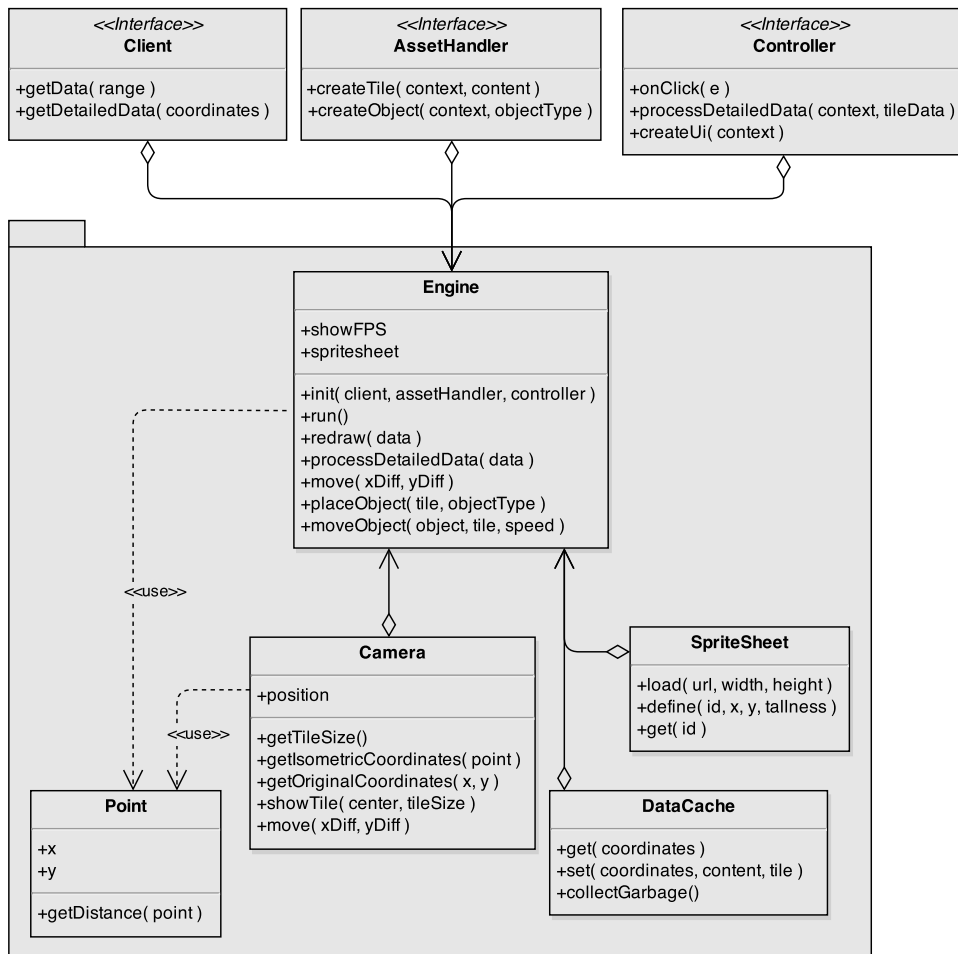 <<Interface>>
Client
+getData( range )
+getDetailedData( coordinates )
<<Interface>>
AssetHandler
+createTile( context, content )
+createObject( context, objectType )
<<Interface>>
Controller
+onClick( e )
+processDetailedData( context, tileData )
+createUi( context )
Engine
+showFPS
+spritesheet
+init( client, assetHandler, controller )
+run()
+redraw( data )
+processDetailedData( data )
+move( xDiff, yDiff )
+placeObject( tile, objectType )
+moveObject( object, tile, speed )
<<use>>
Camera
+position
+getTileSize()
+getIsometricCoordinates( point )
+getOriginalCoordinates( x, y )
+showTile( center, tileSize )
+move( xDiff, yDiff )
SpriteSheet
+load( url, width, height )
+define( id, x, y, tallness )
+get( id )
<<use>>
Point
+x
+y
+getDistance( point )
DataCache
+get( coordinates )
+set( coordinates, content, tile )
+collectGarbage()